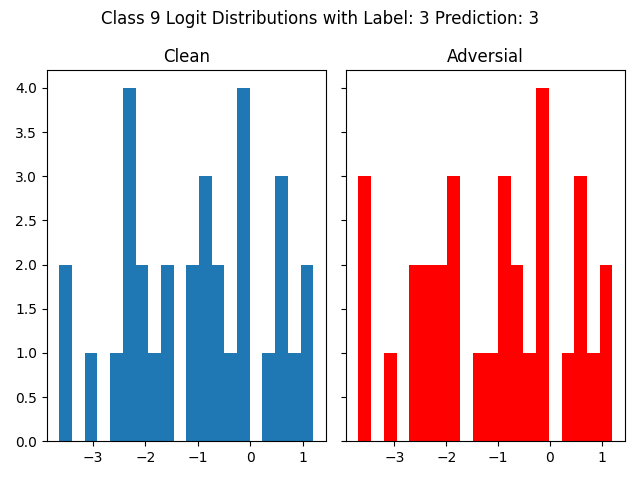 Class 9 Logit Distributions with Label: 3 Prediction: 3
Clean
Adversial
4.0
3.5
3.0
2.5
2.0
1.5
1.0
0.5
0.0
−3 −2 −1 0 1
−3 −2 −1 0 1